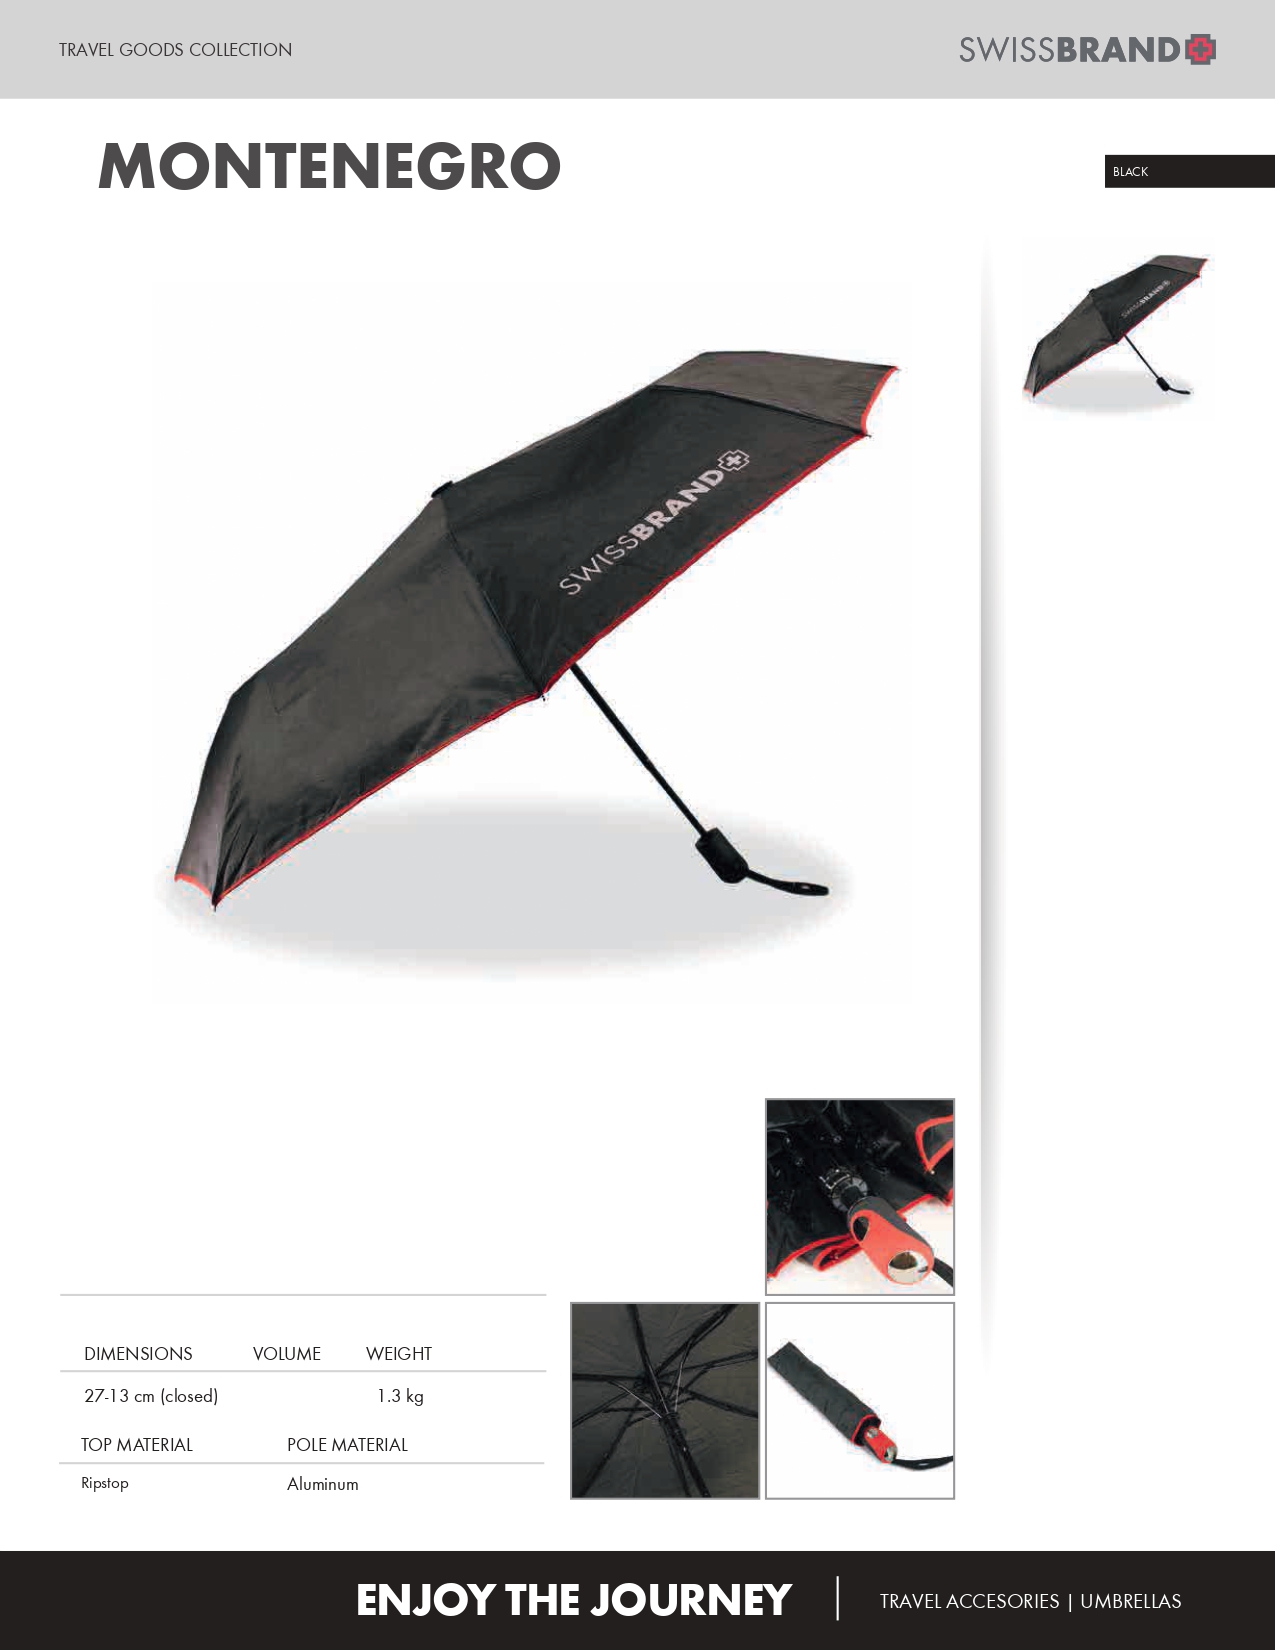 TRAVEL GOODS COLLECTION
SWISSBRAND
MONTENEGRO
BLACK
SWISSBRAND
SWISSBRAND
DIMENSIONS VOLUME WEIGHT
27-13 cm (closed) 1.3 kg
TOP MATERIAL POLE MATERIAL
Ripstop Aluminum
ENJOY THE JOURNEY
TRAVEL ACCESORIES | UMBRELLAS